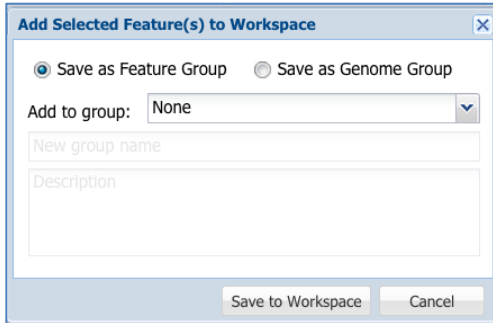 Add Selected Feature(s) to Workspace
Save as Feature Group Save as Genome Group
Add to group: None
New group name
Description
Save to Workspace Cancel